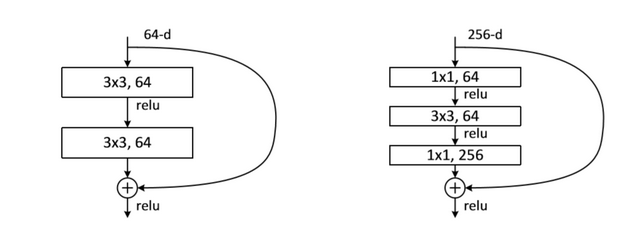 64-d
3x3, 64
relu
3x3, 64
+
relu
256-d
1x1, 64
relu
3x3, 64
relu
1x1, 256
+
relu